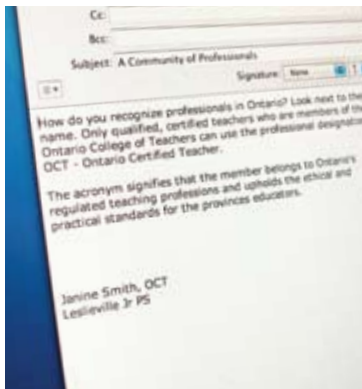 Cc:
Bcc:
Subject: A Community of Professionals
Signature: None
How do you recognize professionals in Ontario? Look next to the
name. Only qualified, certified teachers who are members of the
Ontario College of Teachers can use the professional designation
OCT - Ontario Certified Teacher.
The acronym signifies that the member belongs to Ontario's
regulated teaching professions and upholds the ethical and
practical standards for the provinces educators.
Janine Smith, OCT
Leslieville Jr PS